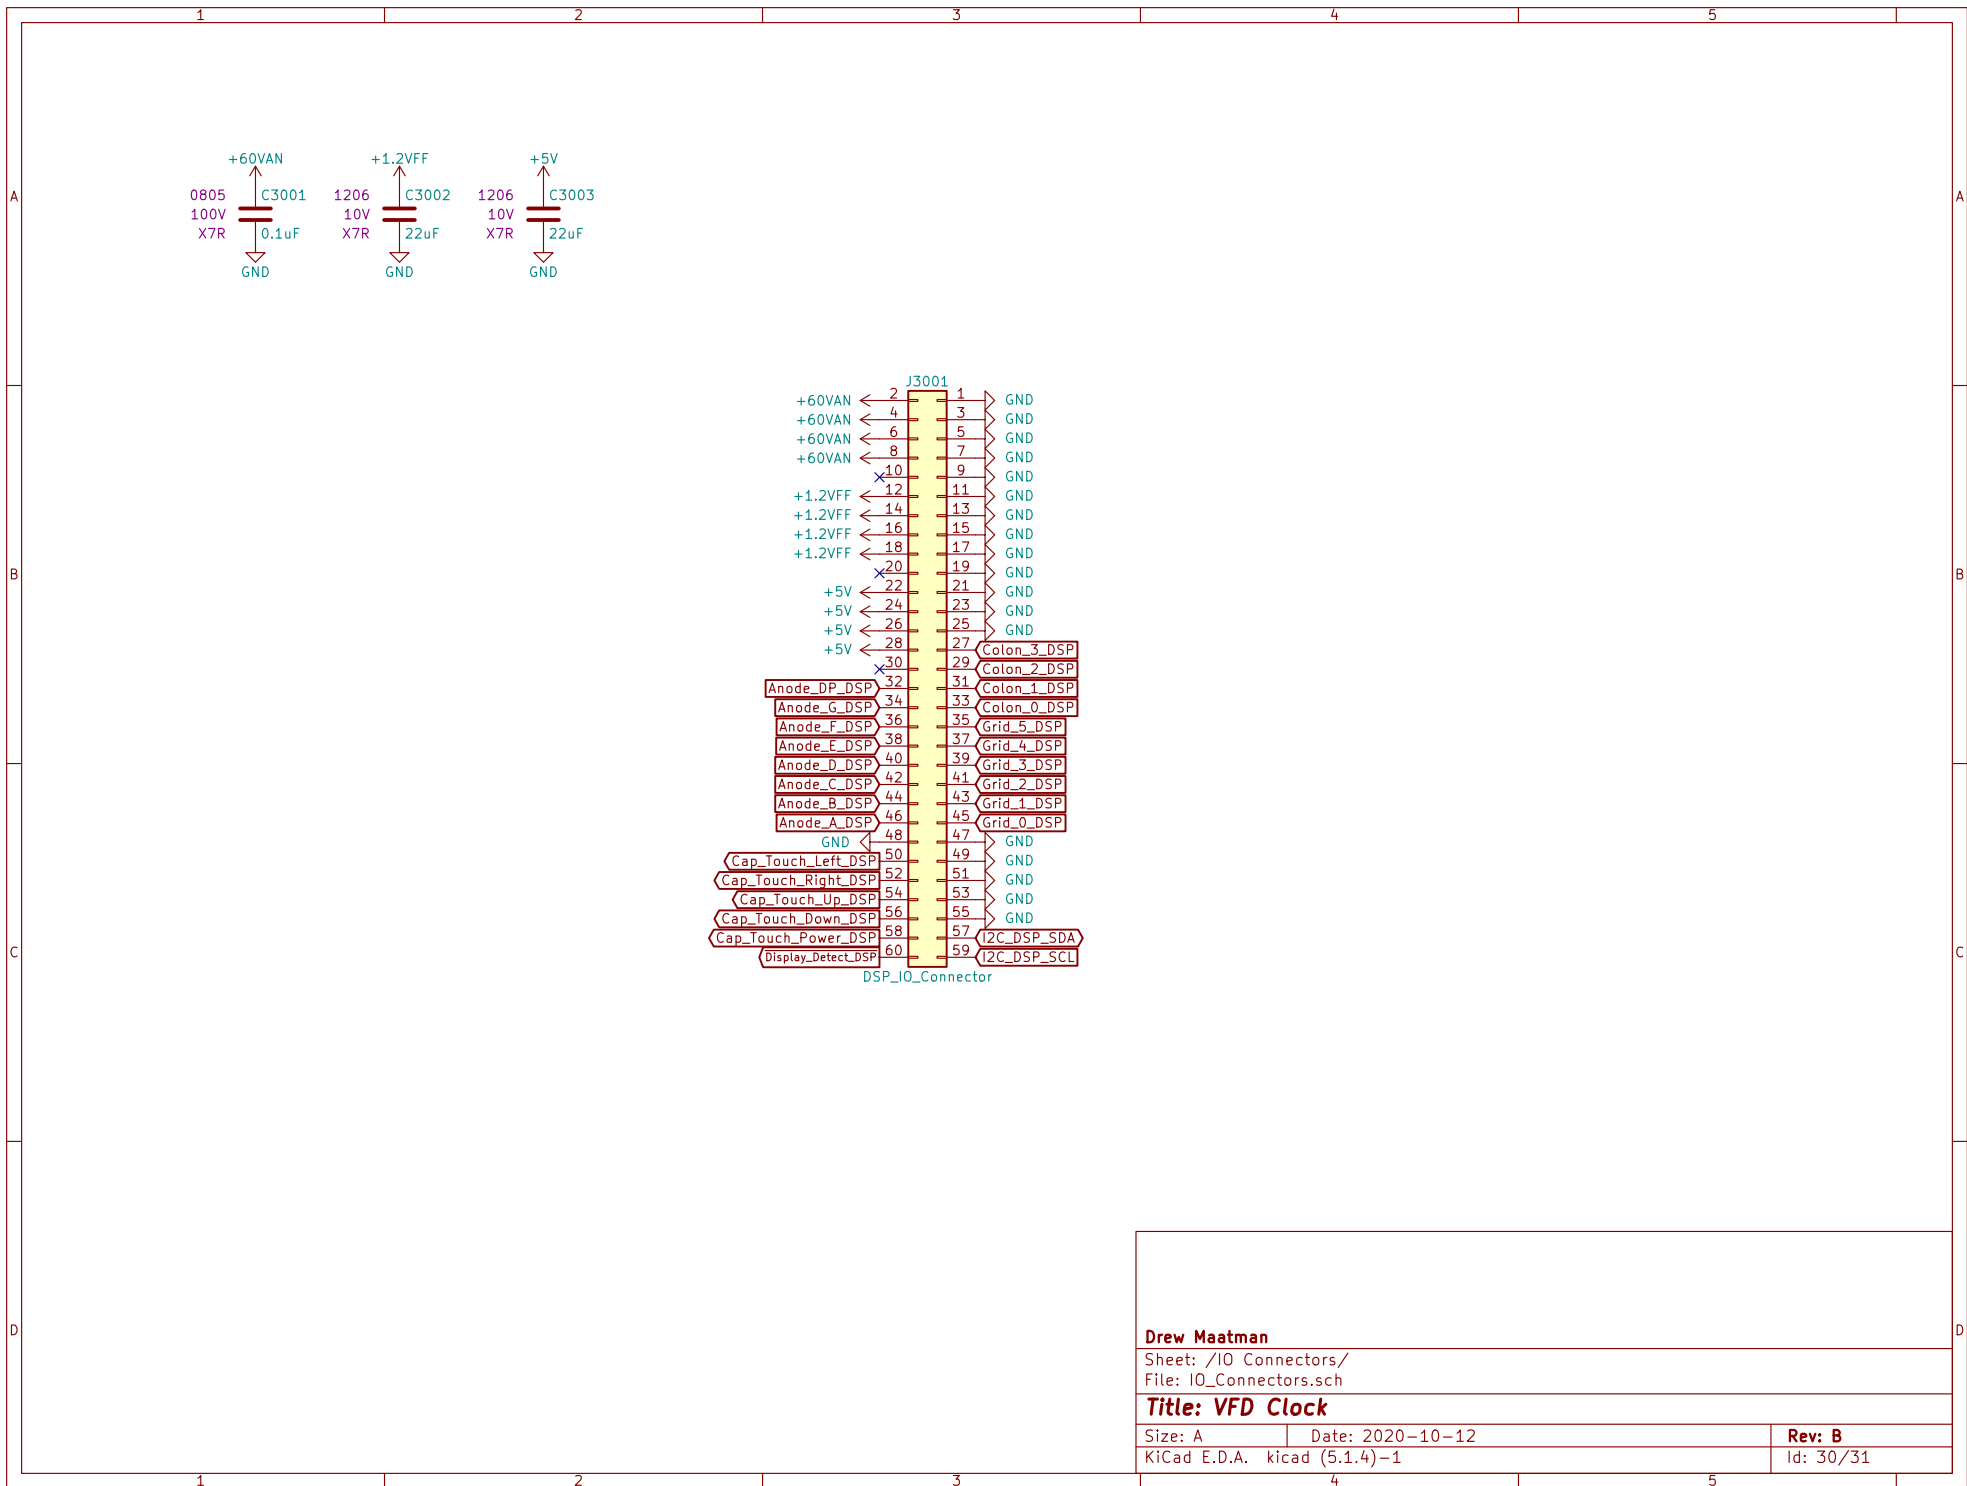 1 2 3 4 5
A A
+60VAN +1.2VFF +5V
0805 C3001 1206 C3002 1206 C3003
100V 10V 10V
X7R 0.1uF X7R 22uF X7R 22uF
GND GND GND
J3001
+60VAN 2 1 GND
+60VAN 4 3 GND
+60VAN 6 5 GND
+60VAN 8 7 GND
10 9 GND
+1.2VFF 12 11 GND
+1.2VFF 14 13 GND
+1.2VFF 16 15 GND
+1.2VFF 18 17 GND
B 20 19 GND B
+5V 22 21 GND
+5V 24 23 GND
+5V 26 25 GND
+5V 28 27 Colon_3_DSP
30 29 Colon_2_DSP
Anode_DP_DSP 32 31 Colon_1_DSP
Anode_G_DSP 34 33 Colon_0_DSP
Anode_F_DSP 36 35 Grid_5_DSP
Anode_E_DSP 38 37 Grid_4_DSP
Anode_D_DSP 40 39 Grid_3_DSP
Anode_C_DSP 42 41 Grid_2_DSP
Anode_B_DSP 44 43 Grid_1_DSP
Anode_A_DSP 46 45 Grid_0_DSP
GND 48 47 GND
Cap_Touch_Left_DSP 50 49 GND
Cap_Touch_Right_DSP 52 51 GND
Cap_Touch_Up_DSP 54 53 GND
Cap_Touch_Down_DSP 56 55 GND
Cap_Touch_Power_DSP 58 57 I2C_DSP_SDA
C Display_Detect_DSP 60 59 I2C_DSP_SCL C
DSP_IO_Connector
D D
Drew Maatman
Sheet: /IO Connectors/
File: IO_Connectors.sch
Title: VFD Clock
Size: A Date: 2020-10-12 Rev: B
KiCad E.D.A. kicad (5.1.4)-1 Id: 30/31
1 2 3 4 5